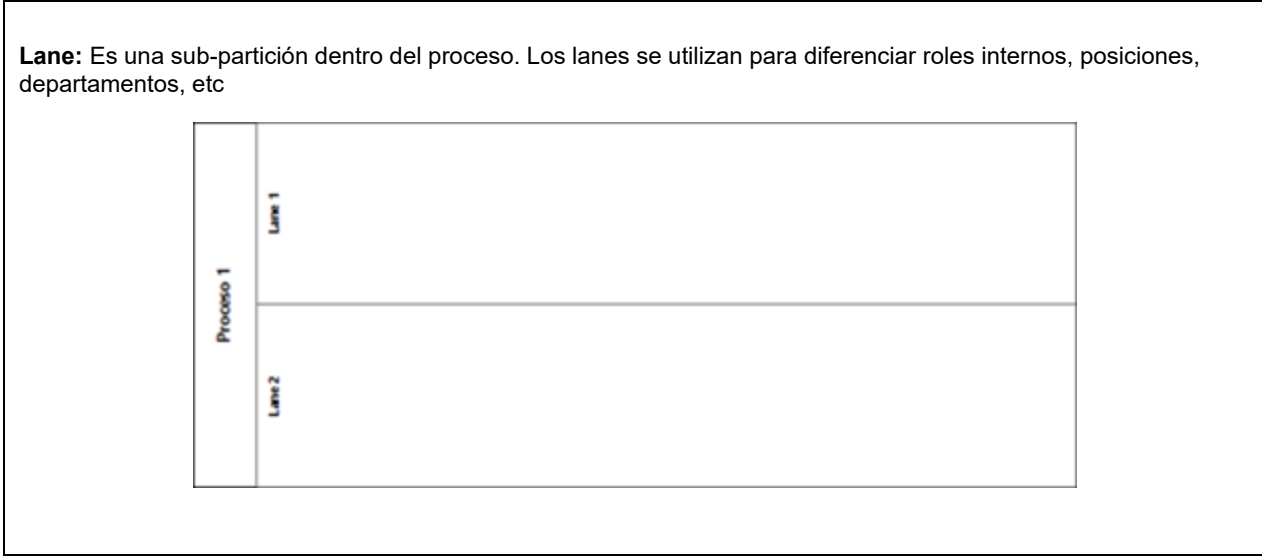 Lane: Es una sub-partición dentro del proceso. Los lanes se utilizan para diferenciar roles internos, posiciones,
departamentos, etc
Proceso 1
Lane 1
Lane 2